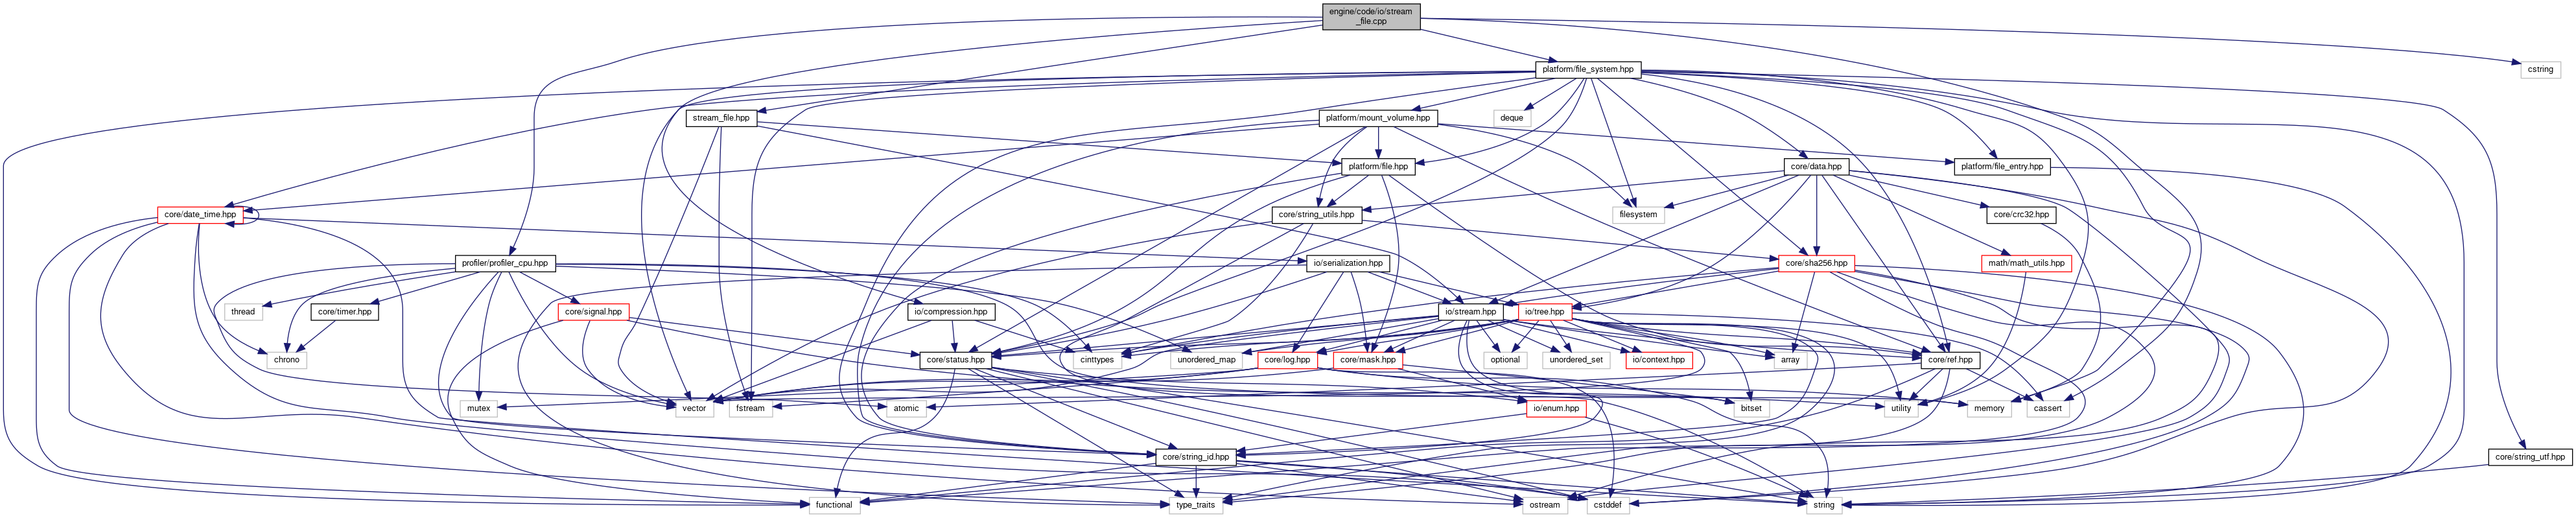 engine/code/io/stream
_file.cpp
platform/file_system.hpp
cstring
stream_file.hpp
platform/mount_volume.hpp
deque
platform/file.hpp
core/data.hpp
platform/file_entry.hpp
core/date_time.hpp
core/string_utils.hpp
filesystem
core/crc32.hpp
profiler/profiler_cpu.hpp
io/serialization.hpp
core/sha256.hpp
math/math_utils.hpp
thread
core/timer.hpp
core/signal.hpp
io/compression.hpp
io/stream.hpp
io/tree.hpp
chrono
core/status.hpp
cinttypes
unordered_map
core/log.hpp
core/mask.hpp
optional
unordered_set
io/context.hpp
array
core/ref.hpp
mutex
vector
fstream
atomic
io/enum.hpp
bitset
utility
memory
cassert
core/string_id.hpp
core/string_utf.hpp
functional
type_traits
ostream
cstddef
string